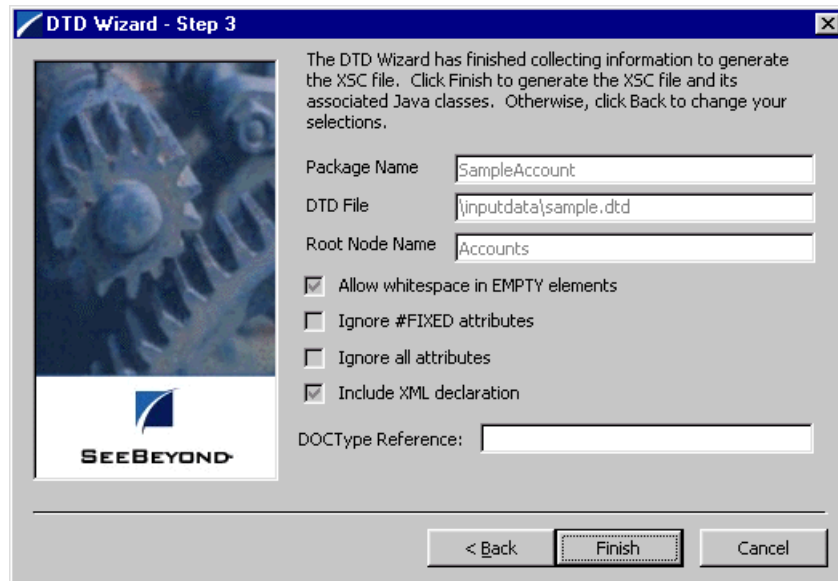 DTD Wizard - Step 3
The DTD Wizard has finished collecting information to generate
the XSC file. Click Finish to generate the XSC file and its
associated Java classes. Otherwise, click Back to change your
selections.
Package Name SampleAccount
DTD File \inputdata\sample.dtd
Root Node Name Accounts
Allow whitespace in EMPTY elements
Ignore #FIXED attributes
Ignore all attributes
Include XML declaration
DOCType Reference:
SEEBEYOND
< Back Finish Cancel